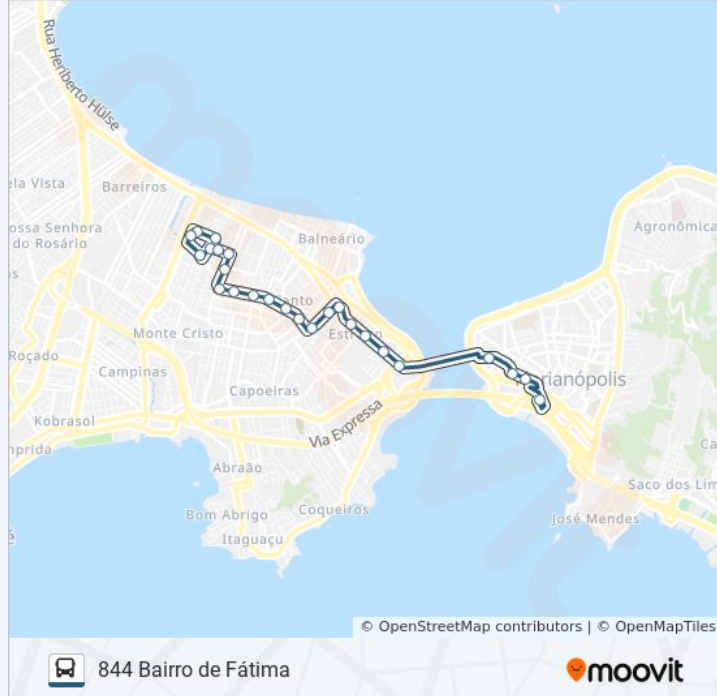 Rua Heriberto Hülse
ela Vista
Barreiros
ossa Senhora
do Rosário
Balneário
Agronômica
anto
Estreito
Monte Cristo
Roçado
Campinas
Florianópolis
Capoeiras
Via Expressa
Kobrasol
mprida
Abraão
Saco dos Lim
Bom Abrigo
Coqueiros
José Mendes
Itaguaçu
© OpenStreetMap contributors | © OpenMapTiles
844 Bairro de Fátima
moovit